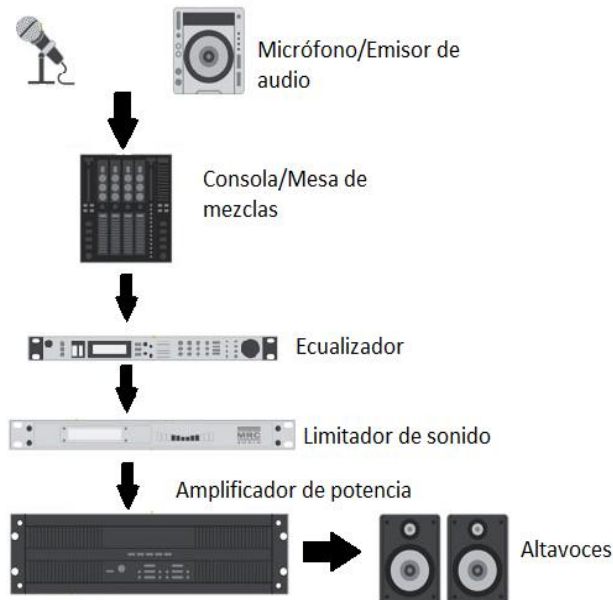 Micrófono/Emisor de
audio
Consola/Mesa de
mezclas
Ecualizador
MRC
Limitador de sonido
Amplificador de potencia
Altavoces